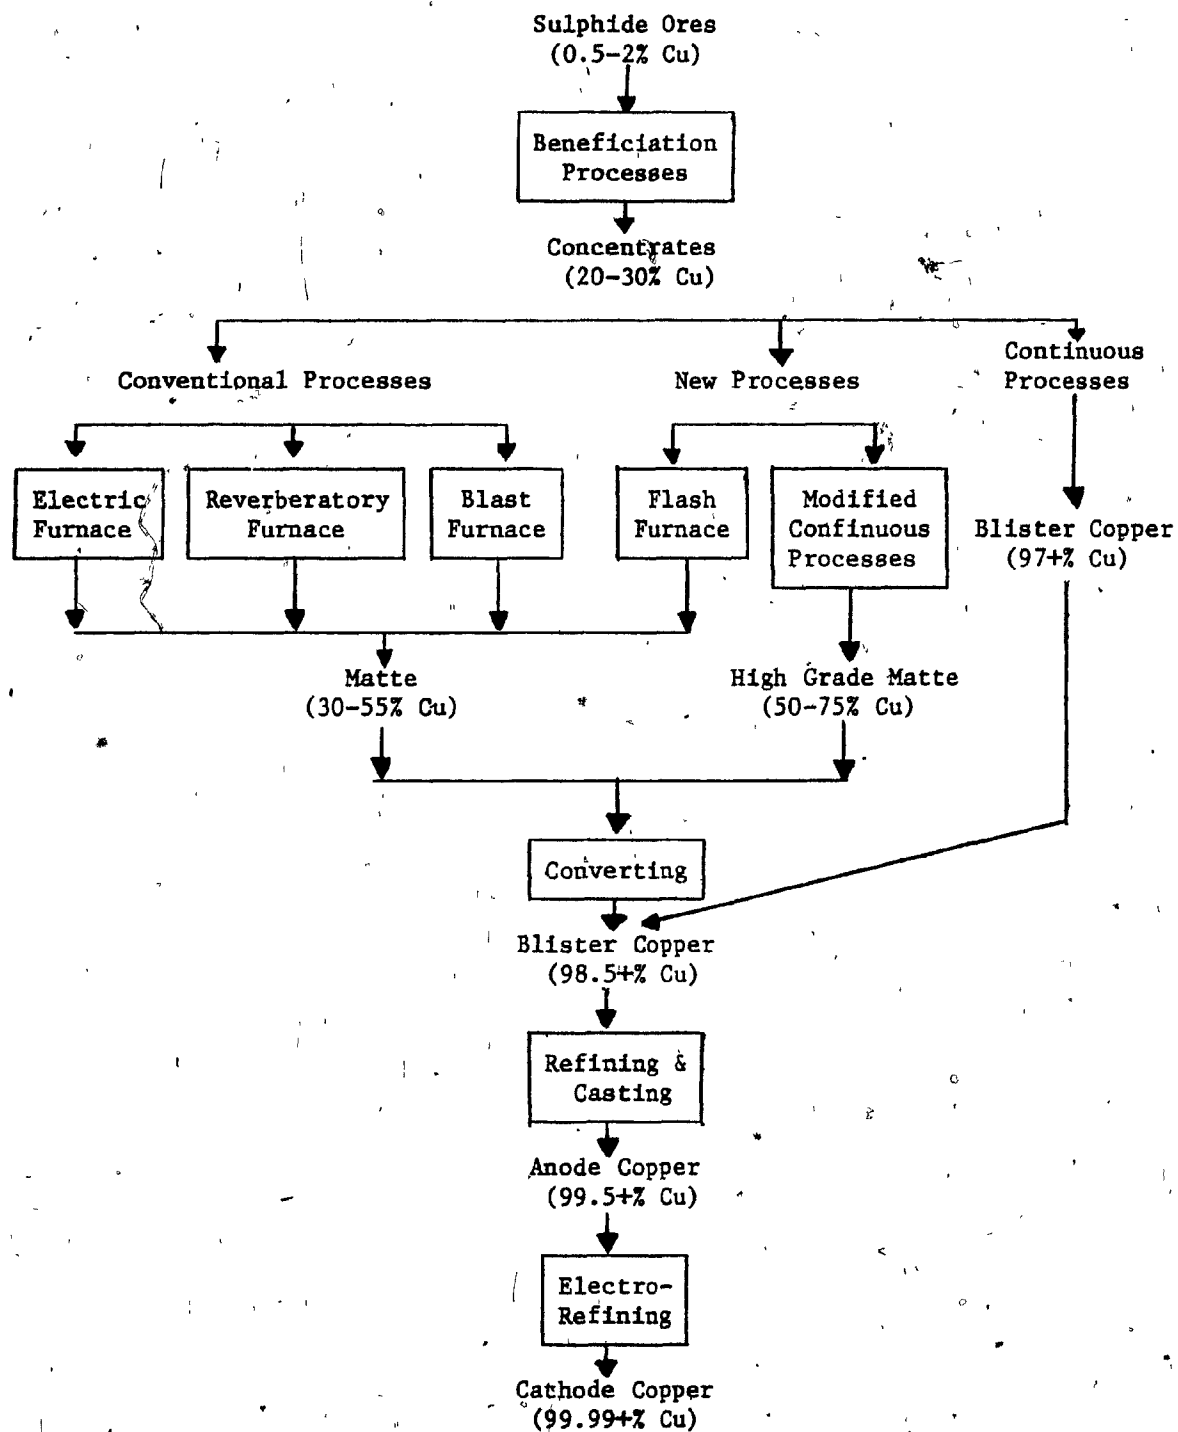 Sulphide Ores
(0.5-2% Cu)
Beneficiation
Processes
Concentrates
(20-30% Cu)
Conventional Processes
New Processes
Continuous
Processes
Electric
Furnace
Reverberatory
Furnace
Blast
Furnace
Flash
Furnace
Modified
Continuous
Processes
Blister Copper
(97+% Cu)
Matte
(30-55% Cu)
High Grade Matte
(50-75% Cu)
Converting
Blister Copper
(98.5+% Cu)
Refining &
Casting
Anode Copper
(99.5+% Cu)
Electro-
Refining
Cathode Copper
(99.99+% Cu)